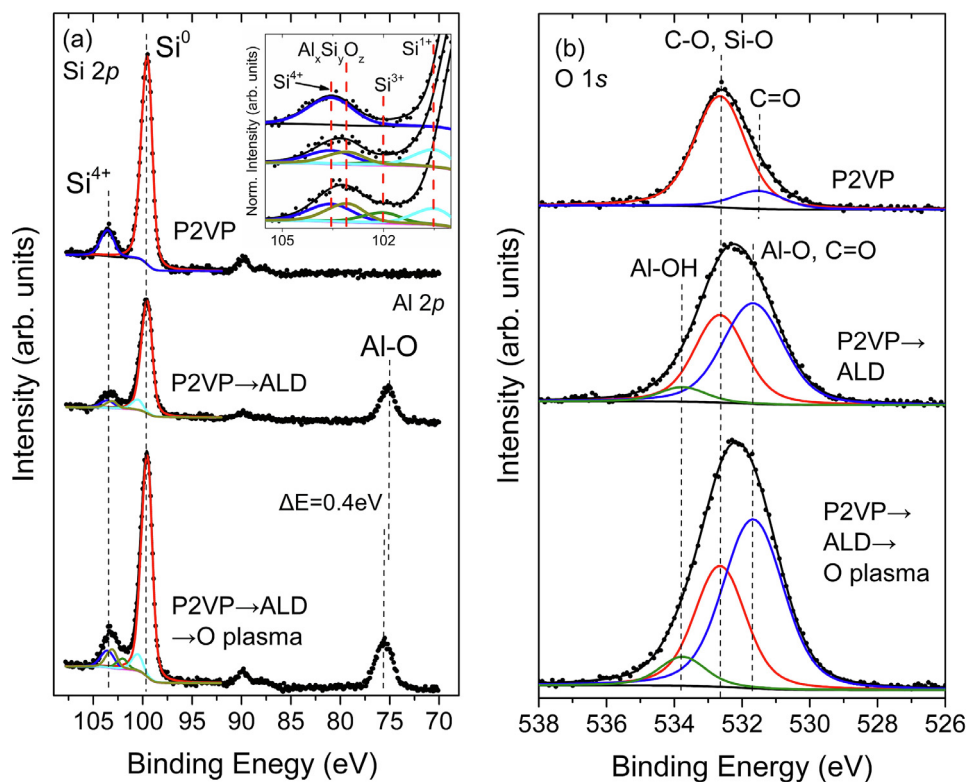 (a)
Si 2p
Si⁰
Si⁴⁺
P2VP
Al 2p
Al-O
P2VP→ALD
ΔE=0.4eV
P2VP→ALD
→O plasma
Intensity (arb. units)
105 100 95 90 85 80 75 70
Binding Energy (eV)
AlₓSiᵧO_z
Si¹⁺
Si⁴⁺
Si³⁺
Norm. Intensity (arb. units)
105 102
(b)
O 1s
C-O, Si-O
C=O
P2VP
Al-OH
Al-O, C=O
P2VP→
ALD
P2VP→
ALD→
O plasma
Intensity (arb. units)
538 536 534 532 530 528 526
Binding Energy (eV)